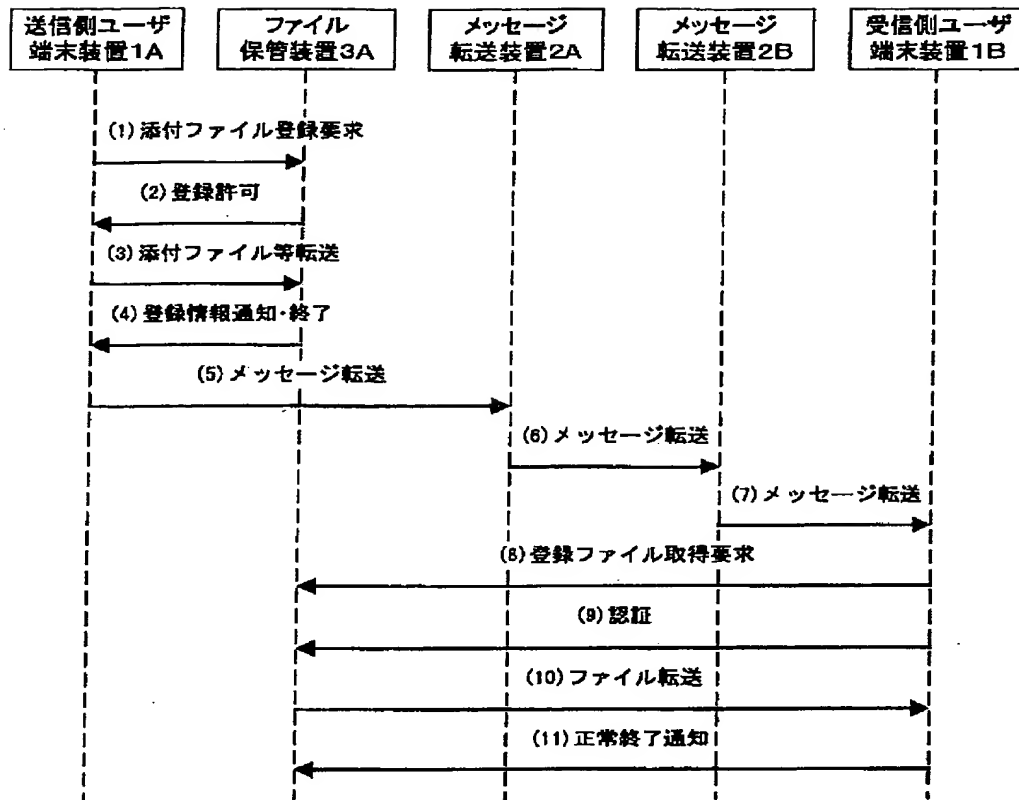 送信側ユーザ
端末装置1A
ファイル
保管装置3A
メッセージ
転送装置2A
メッセージ
転送装置2B
受信側ユーザ
端末装置1B
(1)添付ファイル登録要求
(2)登録許可
(3)添付ファイル等転送
(4)登録情報通知・終了
(5)メッセージ転送
(6)メッセージ転送
(7)メッセージ転送
(8)登録ファイル取得要求
(9)認証
(10)ファイル転送
(11)正常終了通知